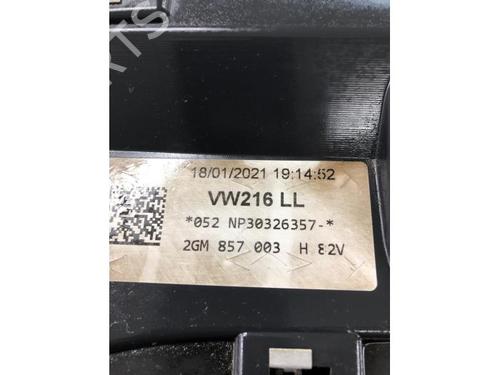 18/01/2021 19:14:52
VW216 LL
*052 NP30326357-*
2GM 857 003 H 82V